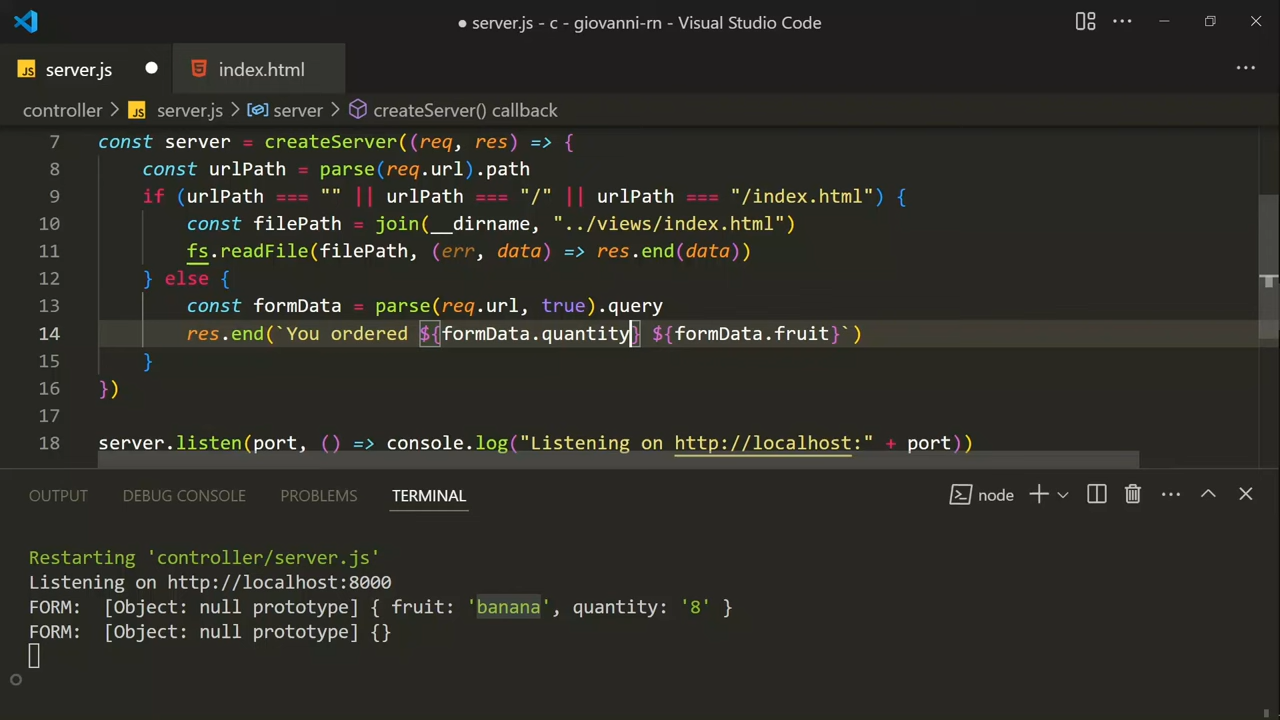 ● server.js - c - giovanni-rn - Visual Studio Code
JS server.js index.html
controller > JS server.js > server > createServer() callback
7 const server = createServer((req, res) => {
8 const urlPath = parse(req.url).path
9 if (urlPath === "" || urlPath === "/" || urlPath === "/index.html") {
10 const filePath = join(__dirname, "../views/index.html")
11 fs.readFile(filePath, (err, data) => res.end(data))
12 } else {
13 const formData = parse(req.url, true).query
14 res.end(`You ordered ${formData.quantity} ${formData.fruit}`)
15 }
16 })
17
18 server.listen(port, () => console.log("Listening on http://localhost:" + port))
OUTPUT DEBUG CONSOLE PROBLEMS TERMINAL node
Restarting 'controller/server.js'
Listening on http://localhost:8000
FORM: [Object: null prototype] { fruit: 'banana', quantity: '8' }
FORM: [Object: null prototype] {}